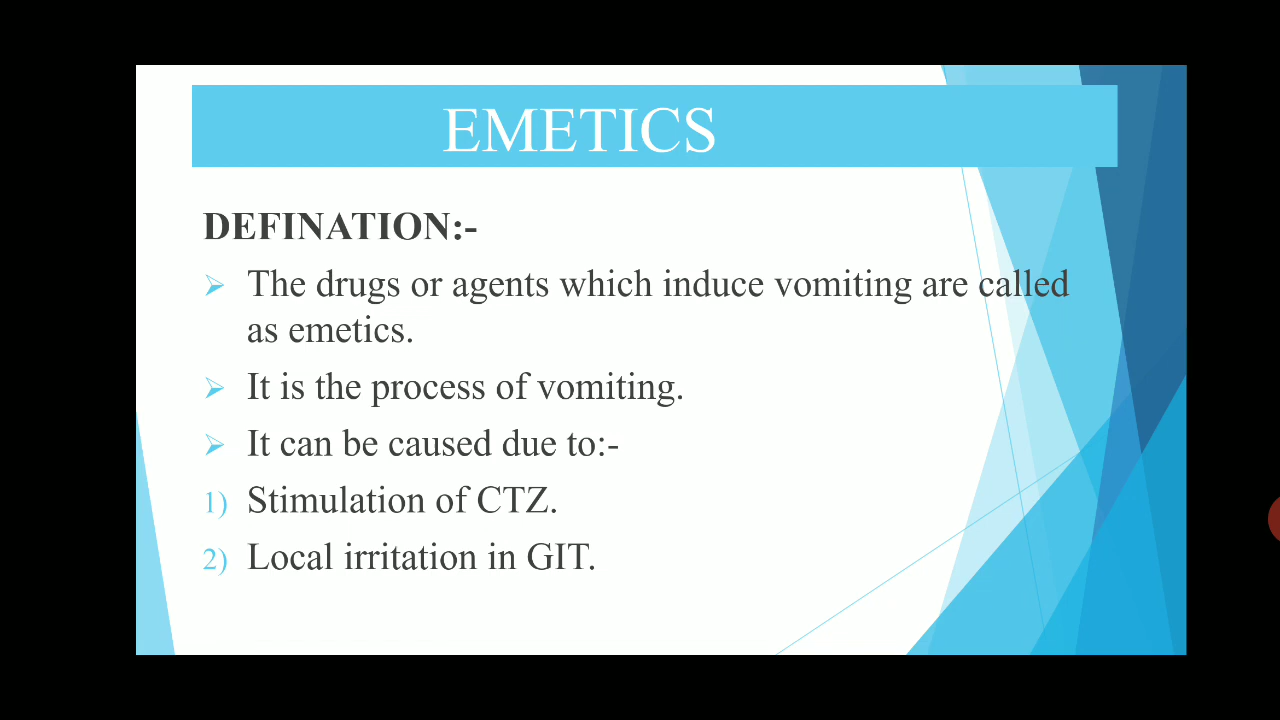 EMETICS
DEFINATION:-
➢ The drugs or agents which induce vomiting are called
as emetics.
➢ It is the process of vomiting.
➢ It can be caused due to:-
1) Stimulation of CTZ.
2) Local irritation in GIT.